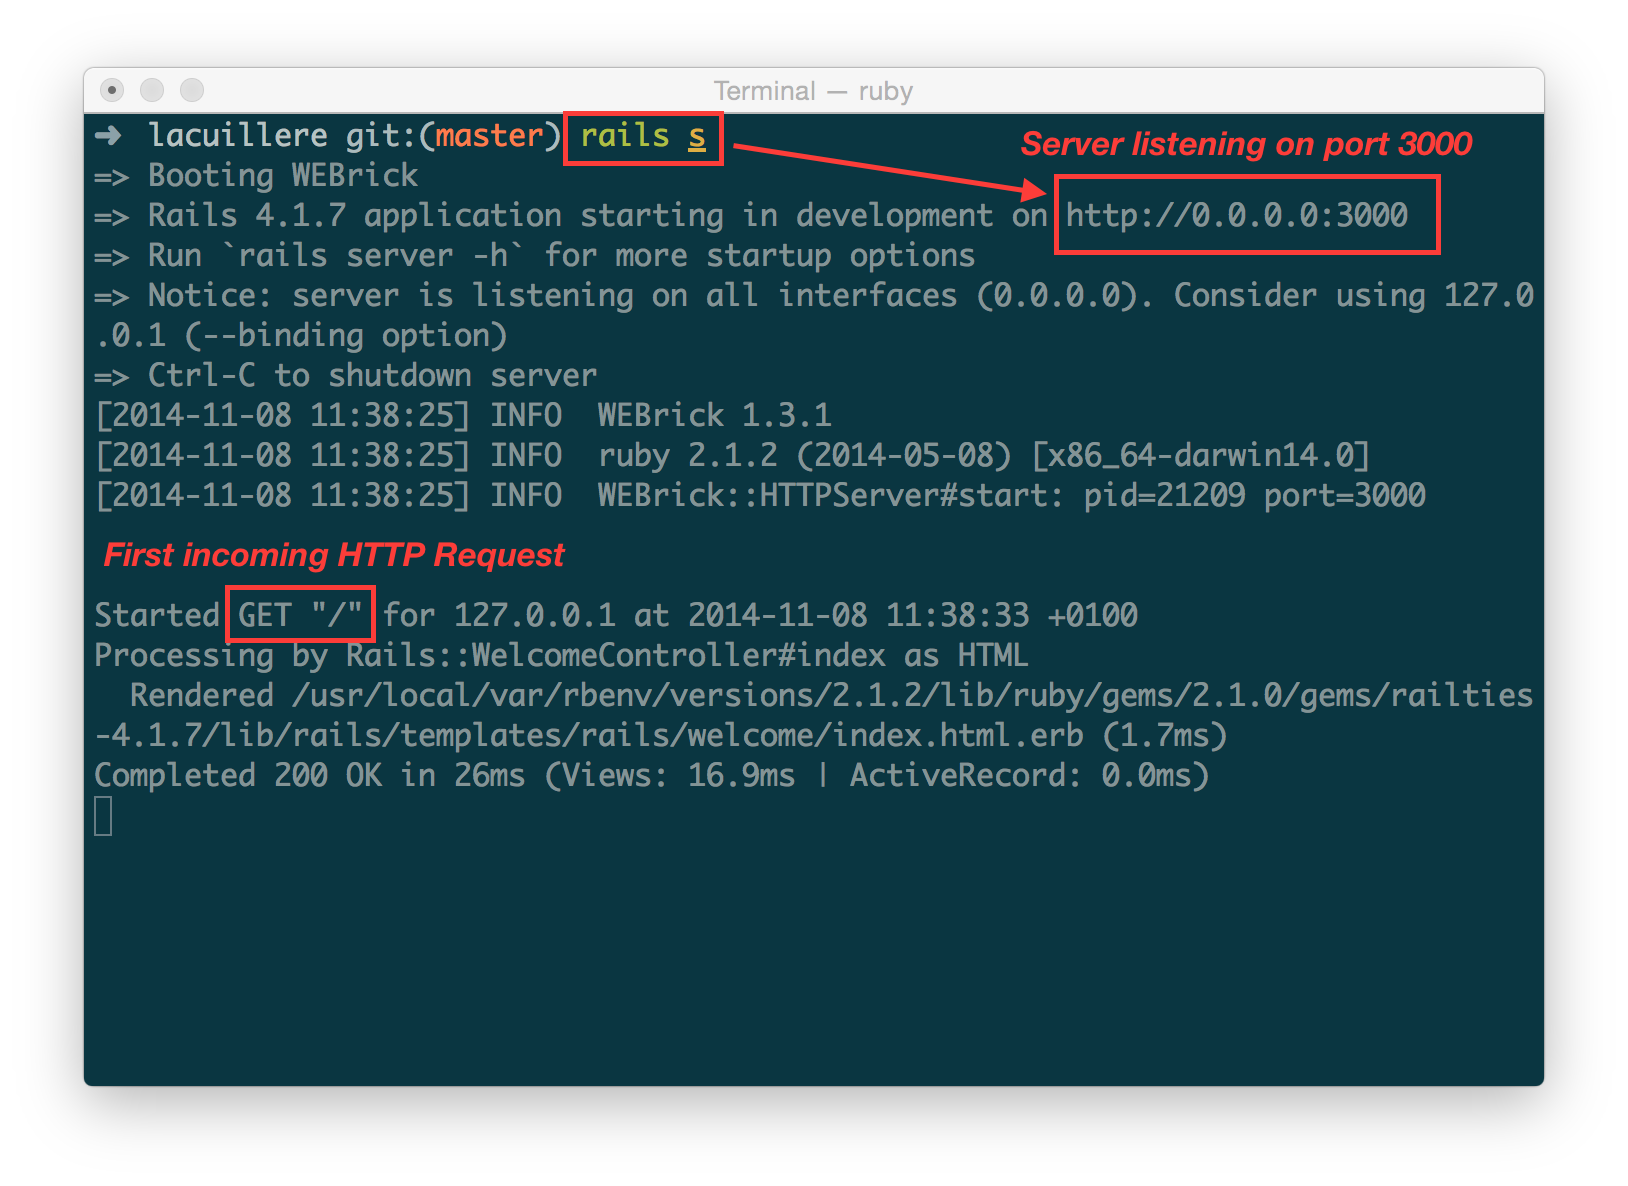 Terminal — ruby
➜ lacuillere git:(master) rails s
Server listening on port 3000
=> Booting WEBrick
=> Rails 4.1.7 application starting in development on http://0.0.0.0:3000
=> Run `rails server -h` for more startup options
=> Notice: server is listening on all interfaces (0.0.0.0). Consider using 127.0
.0.1 (--binding option)
=> Ctrl-C to shutdown server
[2014-11-08 11:38:25] INFO  WEBrick 1.3.1
[2014-11-08 11:38:25] INFO  ruby 2.1.2 (2014-05-08) [x86_64-darwin14.0]
[2014-11-08 11:38:25] INFO  WEBrick::HTTPServer#start: pid=21209 port=3000
First incoming HTTP Request
Started GET "/" for 127.0.0.1 at 2014-11-08 11:38:33 +0100
Processing by Rails::WelcomeController#index as HTML
  Rendered /usr/local/var/rbenv/versions/2.1.2/lib/ruby/gems/2.1.0/gems/railties
-4.1.7/lib/rails/templates/rails/welcome/index.html.erb (1.7ms)
Completed 200 OK in 26ms (Views: 16.9ms | ActiveRecord: 0.0ms)